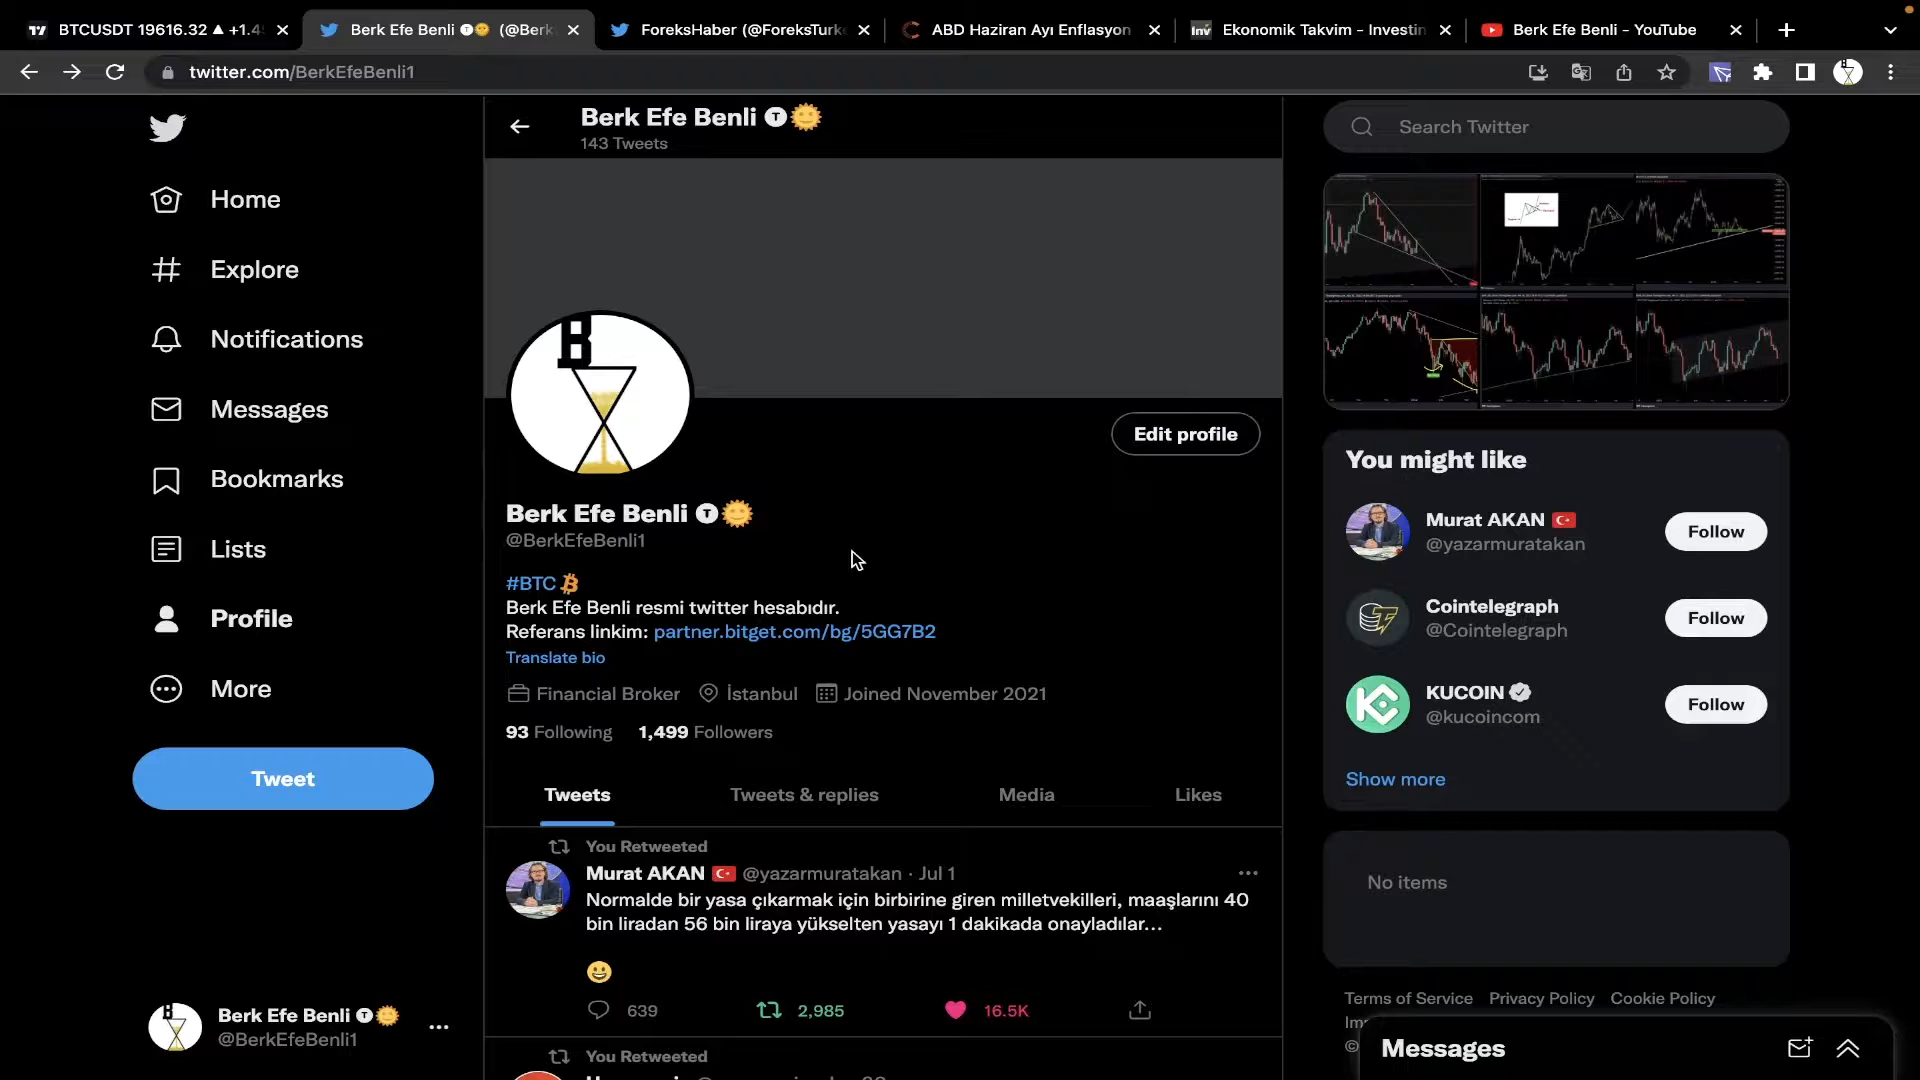 BTCUSDT 19616.32 ▲ +1.4
Berk Efe Benli (@Berk
ForeksHaber (@ForeksTurk
ABD Haziran Ayı Enflasyon
Inv Ekonomik Takvim - Investin
Berk Efe Benli - YouTube
twitter.com/BerkEfeBenli1
Home
Explore
Notifications
Messages
Bookmarks
Lists
Profile
More
Tweet
Berk Efe Benli T🌞
@BerkEfeBenli1
Berk Efe Benli T🌞
143 Tweets
B
Edit profile
Berk Efe Benli T🌞
@BerkEfeBenli1
#BTC
Berk Efe Benli resmi twitter hesabıdır.
Referans linkim: partner.bitget.com/bg/5GG7B2
Translate bio
Financial Broker İstanbul Joined November 2021
93 Following 1,499 Followers
Tweets Tweets & replies Media Likes
You Retweeted
Murat AKAN 🇹🇷 @yazarmuratakan · Jul 1
Normalde bir yasa çıkarmak için birbirine giren milletvekilleri, maaşlarını 40
bin liradan 56 bin liraya yükselten yasayı 1 dakikada onayladılar...
😀
639 2,985 16.5K
You Retweeted
Search Twitter
You might like
Murat AKAN 🇹🇷
@yazarmuratakan
Follow
Cointelegraph
@Cointelegraph
Follow
KUCOIN
@kucoincom
Follow
Show more
No items
Terms of Service Privacy Policy Cookie Policy
Messages